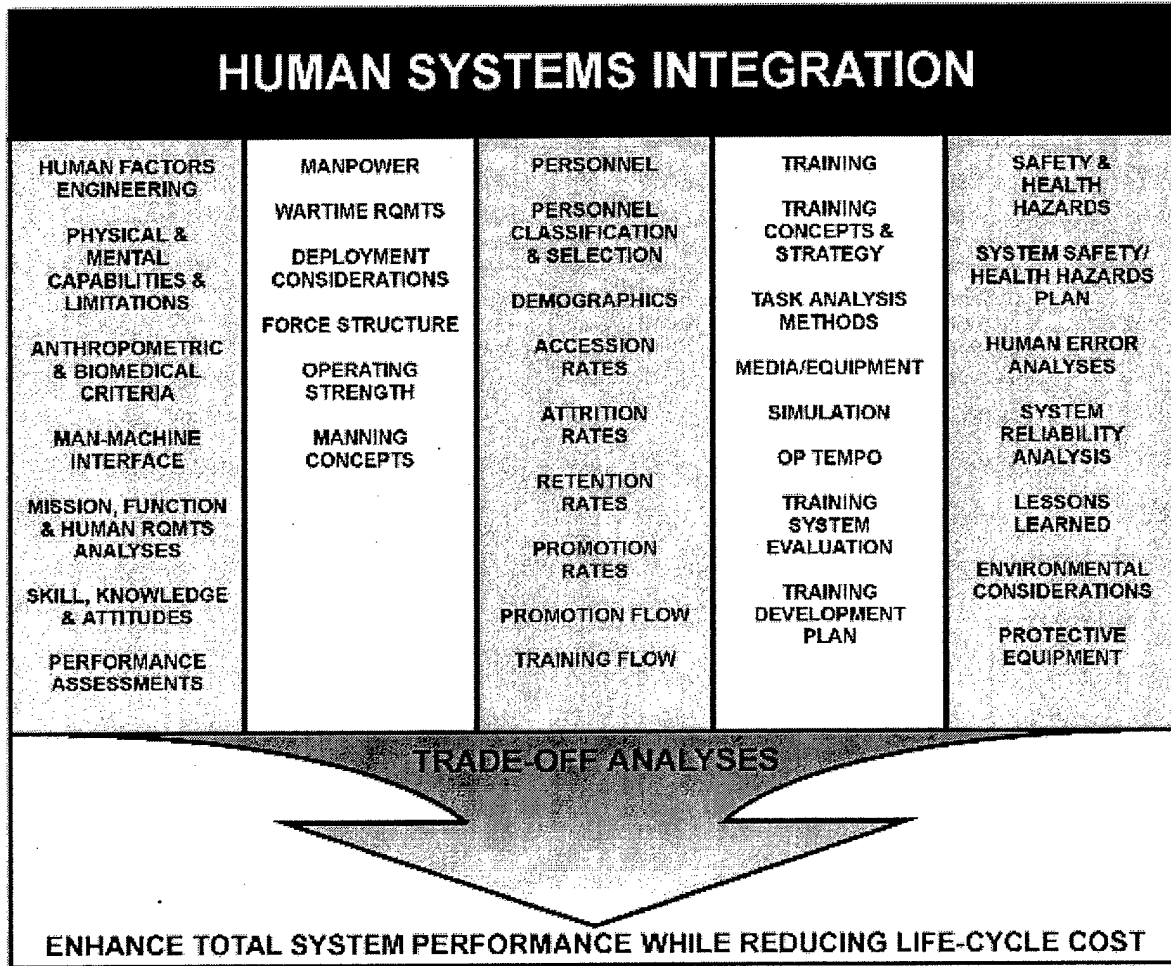 HUMAN SYSTEMS INTEGRATION
HUMAN FACTORS
ENGINEERING
PHYSICAL &
MENTAL
CAPABILITIES &
LIMITATIONS
ANTHROPOMETRIC
& BIOMEDICAL
CRITERIA
MAN-MACHINE
INTERFACE
MISSION, FUNCTION
& HUMAN RQMTS
ANALYSES
SKILL, KNOWLEDGE
& ATTITUDES
PERFORMANCE
ASSESSMENTS
MANPOWER
WARTIME RQMTS
DEPLOYMENT
CONSIDERATIONS
FORCE STRUCTURE
OPERATING
STRENGTH
MANNING
CONCEPTS
PERSONNEL
PERSONNEL
CLASSIFICATION
& SELECTION
DEMOGRAPHICS
ACCESSION
RATES
ATTRITION
RATES
RETENTION
RATES
PROMOTION
RATES
PROMOTION FLOW
TRAINING FLOW
TRAINING
TRAINING
CONCEPTS &
STRATEGY
TASK ANALYSIS
METHODS
MEDIA/EQUIPMENT
SIMULATION
OP TEMPO
TRAINING
SYSTEM
EVALUATION
TRAINING
DEVELOPMENT
PLAN
SAFETY &
HEALTH
HAZARDS
SYSTEM SAFETY/
HEALTH HAZARDS
PLAN
HUMAN ERROR
ANALYSES
SYSTEM
RELIABILITY
ANALYSIS
LESSONS
LEARNED
ENVIRONMENTAL
CONSIDERATIONS
PROTECTIVE
EQUIPMENT
TRADE-OFF ANALYSES
ENHANCE TOTAL SYSTEM PERFORMANCE WHILE REDUCING LIFE-CYCLE COST